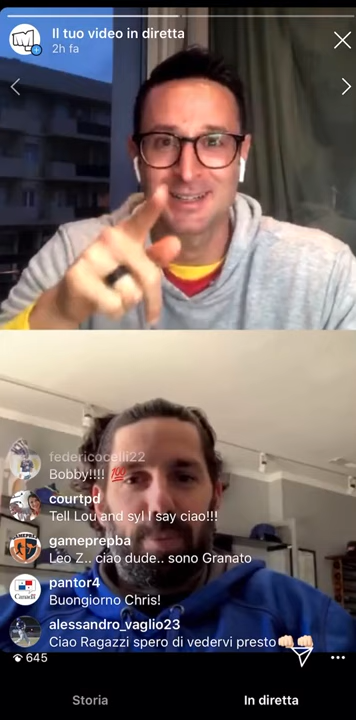 Il tuo video in diretta
2h fa
federicocelli22
Bobby!!!! 💯
courtpd
Tell Lou and syl I say ciao!!!
gameprepba
Leo Z.. ciao dude.. sono Granato
pantor4
Buongiorno Chris!
alessandro_vaglio23
Ciao Ragazzi spero di vedervi presto👊🏻👊🏻
645
Storia
In diretta